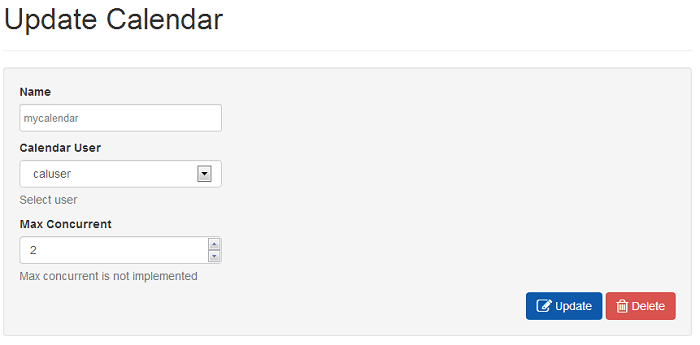 Update Calendar
Name
mycalendar
Calendar User
caluser
Select user
Max Concurrent
2
Max concurrent is not implemented
Update Delete